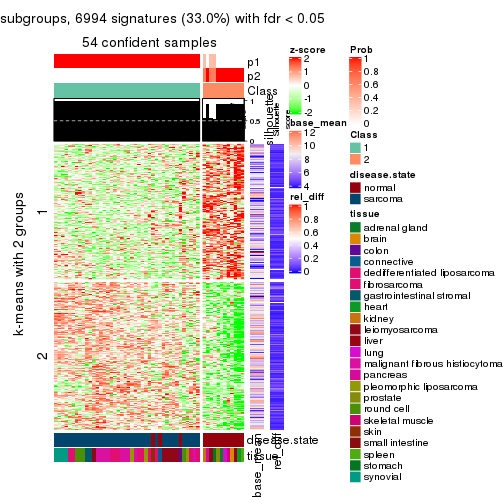 subgroups, 6994 signatures (33.0%) with fdr < 0.05
54 confident samples
p1
p2
Class
1
0.5
0
silhouette
score
k-means with 2 groups
1
2
disease.state
tissue
base_mean
rel_diff
z-score
2
1
0
-1
-2
base_mean
12
10
8
6
4
rel_diff
1
0.8
0.6
0.4
0.2
0
Prob
1
0.8
0.6
0.4
0.2
0
Class
1
2
disease.state
normal
sarcoma
tissue
adrenal gland
brain
colon
connective
dedifferentiated liposarcoma
fibrosarcoma
gastrointestinal stromal
heart
kidney
leiomyosarcoma
liver
lung
malignant fibrous histiocytoma
pancreas
pleomorphic liposarcoma
prostate
round cell
skeletal muscle
skin
small intestine
spleen
stomach
synovial